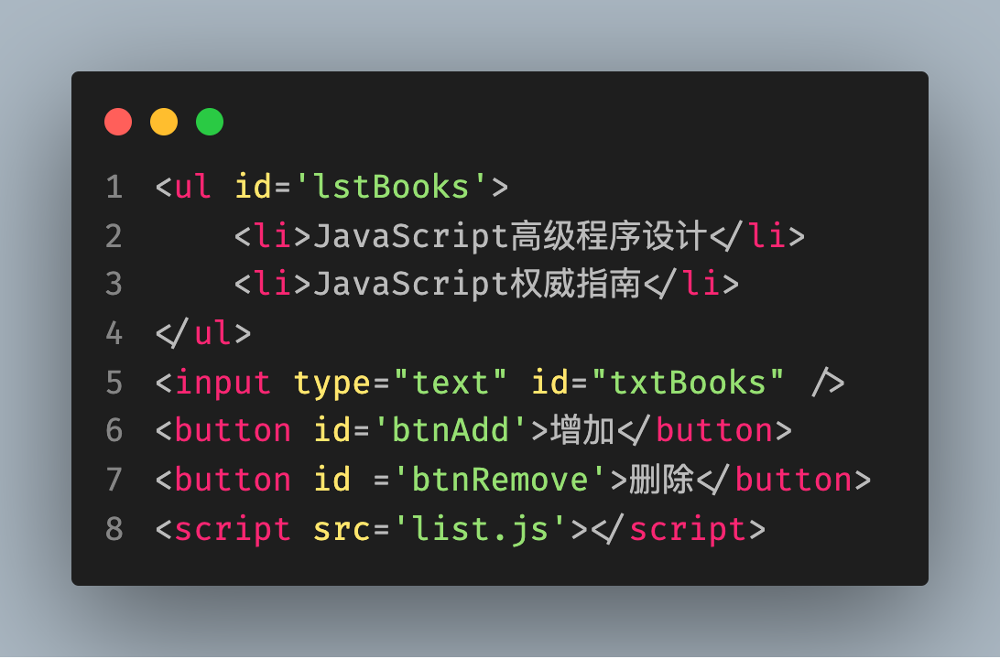 1 <ul id='lstBooks'>
2     <li>JavaScript高级程序设计</li>
3     <li>JavaScript权威指南</li>
4 </ul>
5 <input type="text" id="txtBooks" />
6 <button id='btnAdd'>增加</button>
7 <button id ='btnRemove'>删除</button>
8 <script src='list.js'></script>